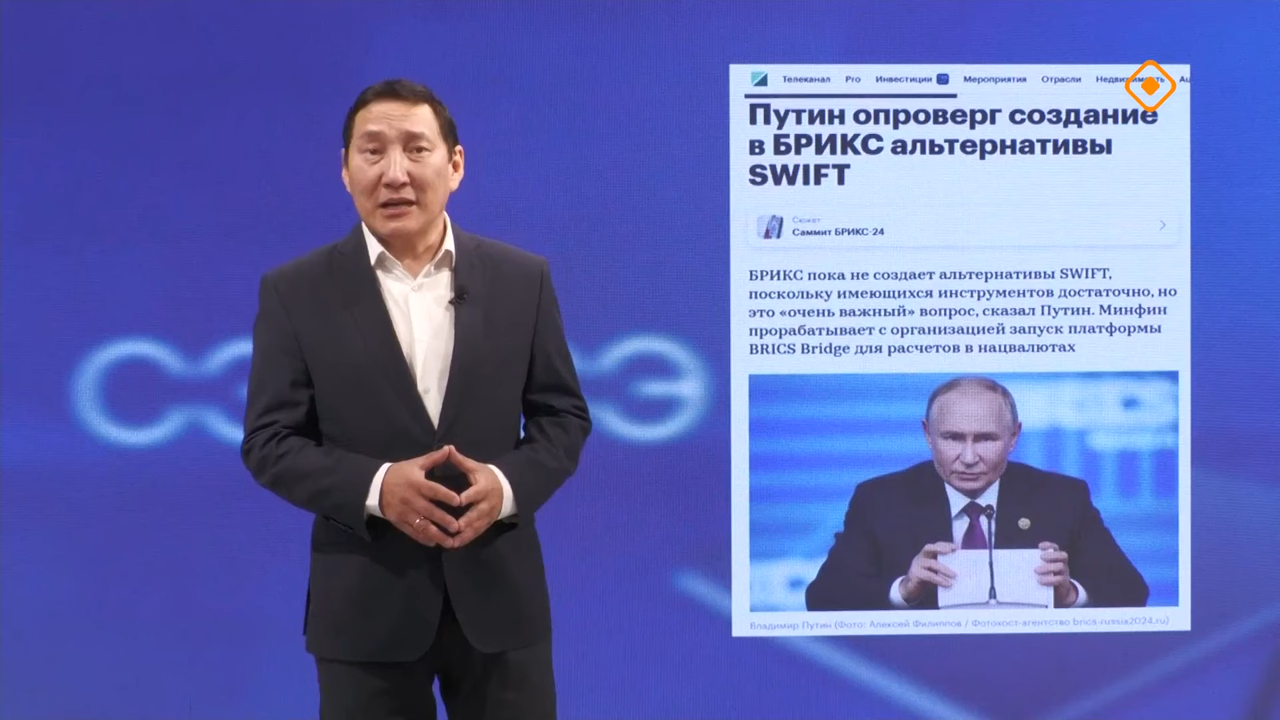 Телеканал Pro Инвестиции Мероприятия Отрасли
Путин опроверг создание
в БРИКС альтернативы
SWIFT
Сюжет
Саммит БРИКС-24
БРИКС пока не создает альтернативы SWIFT,
поскольку имеющихся инструментов достаточно, но
это «очень важный» вопрос, сказал Путин. Минфин
прорабатывает с организацией запуск платформы
BRICS Bridge для расчетов в нацвалютах
Владимир Путин (Фото: Алексей Филиппов / Фотохост-агентство brics-russia2024.ru)